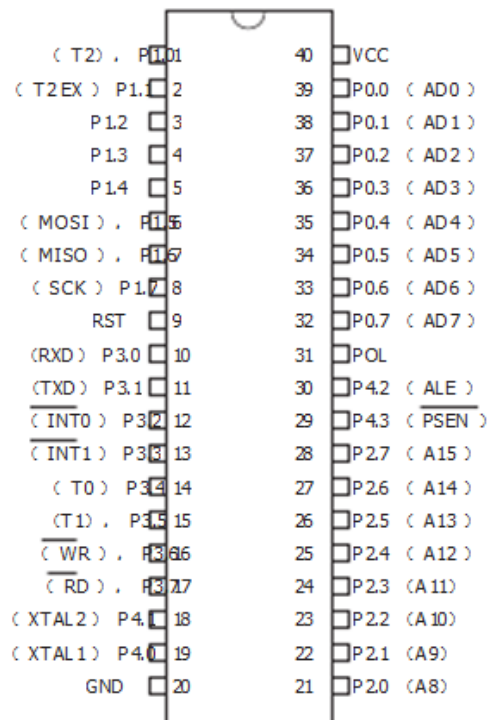 ( T2 ) , P1.0 1 40 VCC
( T2EX ) P1.1 2 39 P0.0 ( AD0 )
P1.2 3 38 P0.1 ( AD1 )
P1.3 4 37 P0.2 ( AD2 )
P1.4 5 36 P0.3 ( AD3 )
( MOSI ) , P1.5 6 35 P0.4 ( AD4 )
( MISO ) , P1.6 7 34 P0.5 ( AD5 )
( SCK ) P1.7 8 33 P0.6 ( AD6 )
RST 9 32 P0.7 ( AD7 )
(RXD) P3.0 10 31 POL
(TXD) P3.1 11 30 P4.2 ( ALE )
( INT0 ) P3.2 12 29 P4.3 ( PSEN )
( INT1 ) P3.3 13 28 P2.7 ( A15 )
( T0 ) P3.4 14 27 P2.6 ( A14 )
(T1) , P3.5 15 26 P2.5 ( A13 )
( WR ) , P3.6 16 25 P2.4 ( A12 )
( RD ) , P3.7 17 24 P2.3 (A11)
( XTAL2 ) P4.1 18 23 P2.2 (A10)
( XTAL1 ) P4.0 19 22 P2.1 (A9)
GND 20 21 P2.0 (A8)